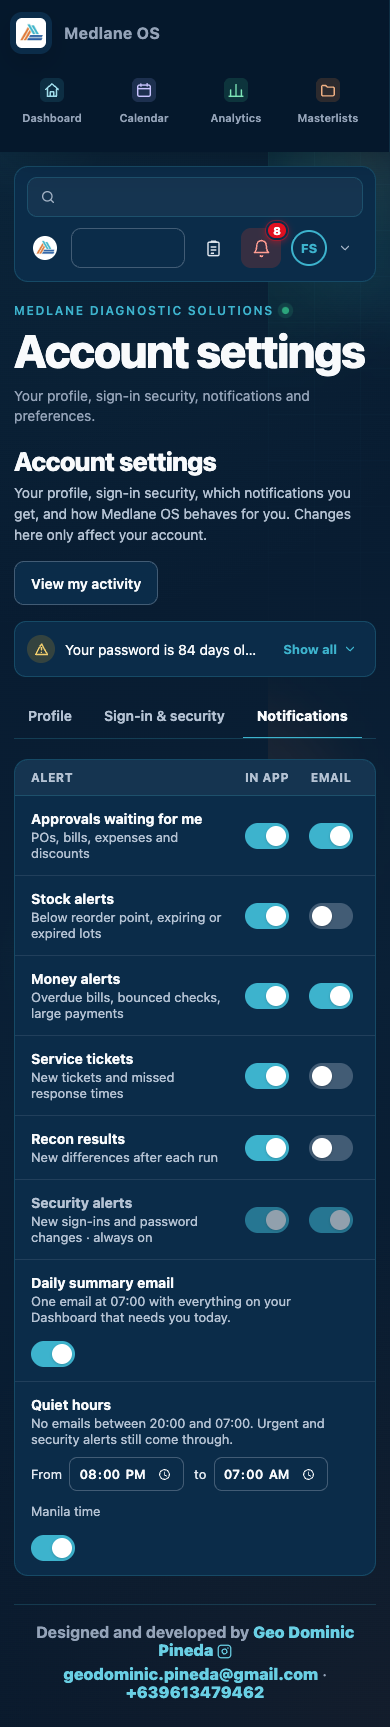 Medlane OS
Dashboard Calendar Analytics Masterlists
8
FS
MEDLANE DIAGNOSTIC SOLUTIONS
Account settings
Your profile, sign-in security, notifications and
preferences.
Account settings
Your profile, sign-in security, which notifications you
get, and how Medlane OS behaves for you. Changes
here only affect your account.
View my activity
Your password is 84 days ol... Show all
Profile Sign-in & security Notifications
ALERT IN APP EMAIL
Approvals waiting for me
POs, bills, expenses and
discounts
Stock alerts
Below reorder point, expiring or
expired lots
Money alerts
Overdue bills, bounced checks,
large payments
Service tickets
New tickets and missed
response times
Recon results
New differences after each run
Security alerts
New sign-ins and password
changes · always on
Daily summary email
One email at 07:00 with everything on your
Dashboard that needs you today.
Quiet hours
No emails between 20:00 and 07:00. Urgent and
security alerts still come through.
From 08:00 PM to 07:00 AM
Manila time
Designed and developed by Geo Dominic
Pineda
geodominic.pineda@gmail.com ·
+639613479462